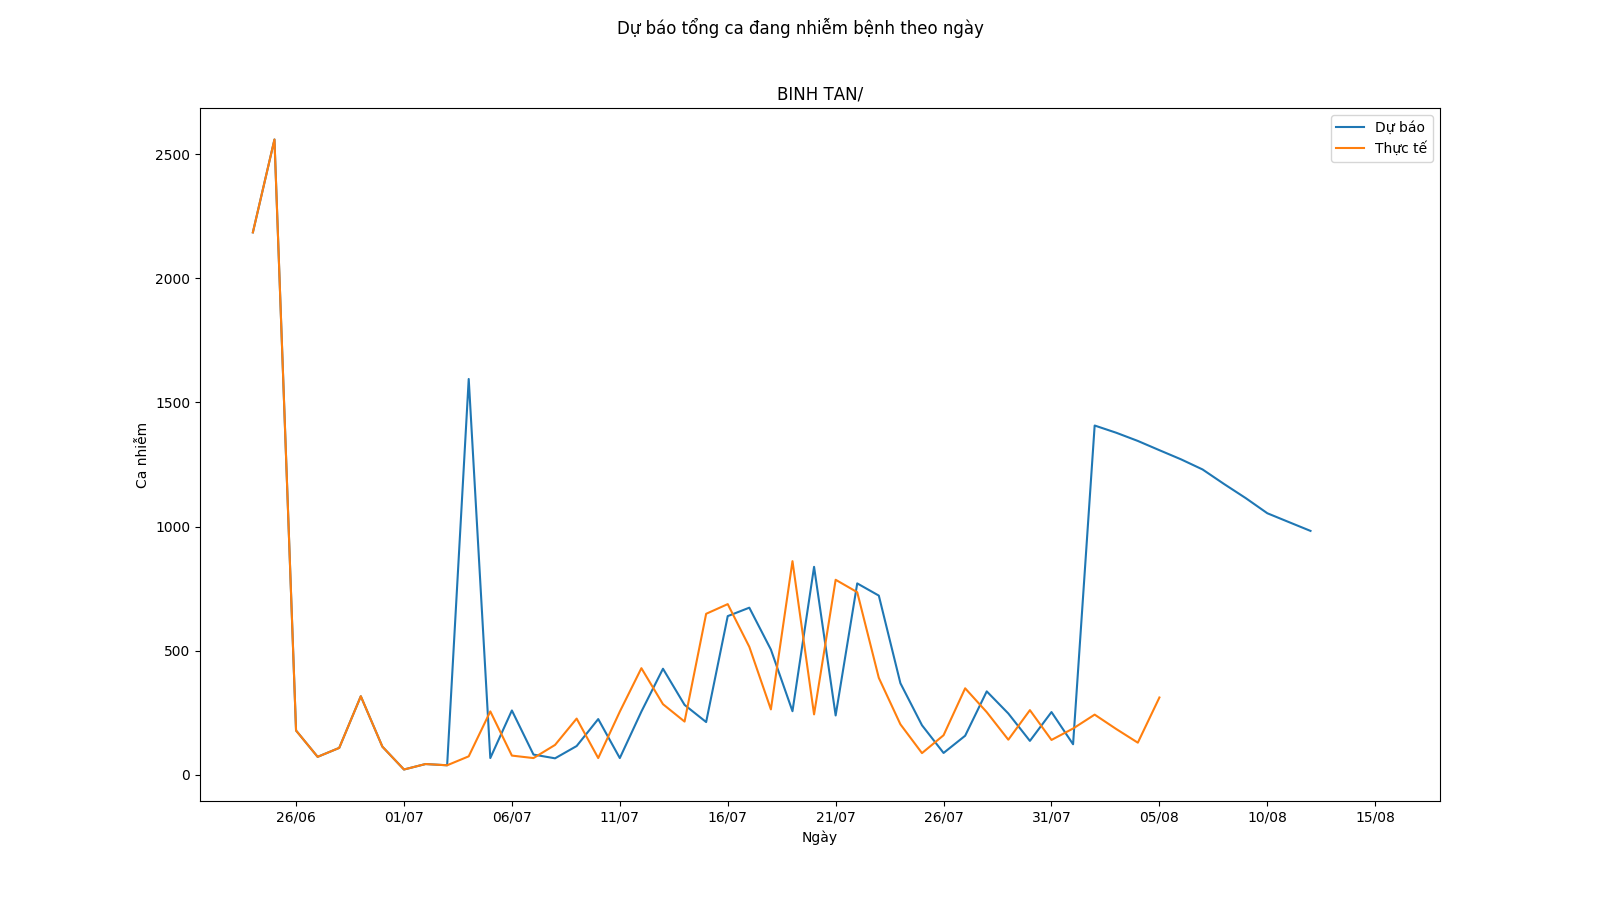 Dự báo tổng ca đang nhiễm bệnh theo ngày
BINH TAN/
Dự báo
Thực tế
Ca nhiễm
2500
2000
1500
1000
500
0
26/06
01/07
06/07
11/07
16/07
21/07
26/07
31/07
05/08
10/08
15/08
Ngày